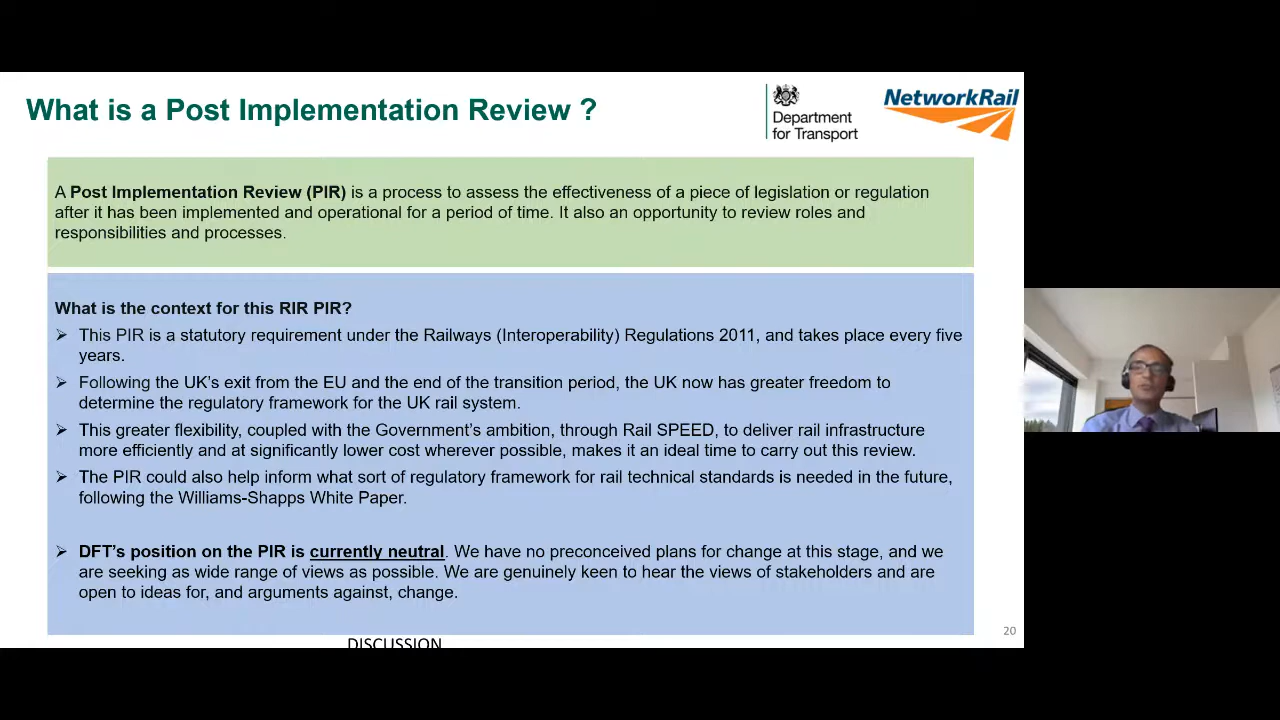 What is a Post Implementation Review ?
Department
for Transport
NetworkRail
A Post Implementation Review (PIR) is a process to assess the effectiveness of a piece of legislation or regulation
after it has been implemented and operational for a period of time. It also an opportunity to review roles and
responsibilities and processes.
What is the context for this RIR PIR?
➢ This PIR is a statutory requirement under the Railways (Interoperability) Regulations 2011, and takes place every five
years.
➢ Following the UK's exit from the EU and the end of the transition period, the UK now has greater freedom to
determine the regulatory framework for the UK rail system.
➢ This greater flexibility, coupled with the Government's ambition, through Rail SPEED, to deliver rail infrastructure
more efficiently and at significantly lower cost wherever possible, makes it an ideal time to carry out this review.
➢ The PIR could also help inform what sort of regulatory framework for rail technical standards is needed in the future,
following the Williams-Shapps White Paper.
➢ DFT's position on the PIR is currently neutral. We have no preconceived plans for change at this stage, and we
are seeking as wide range of views as possible. We are genuinely keen to hear the views of stakeholders and are
open to ideas for, and arguments against, change.
20
DISCUSSION